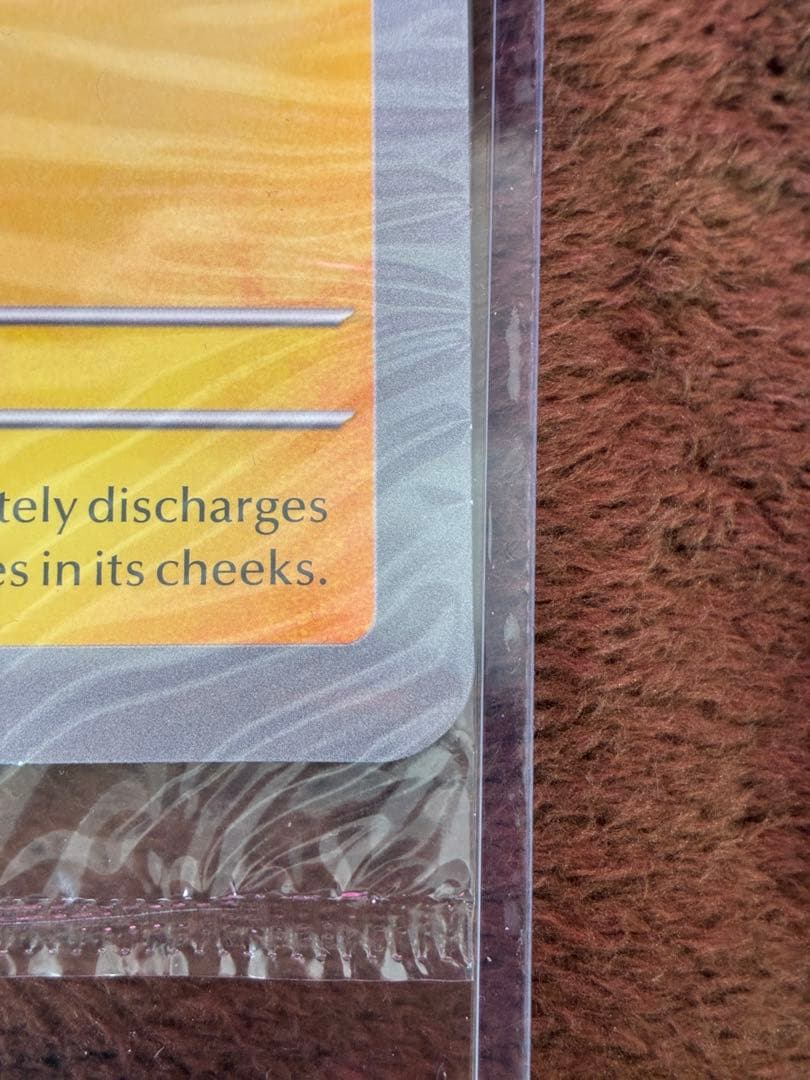 tely discharges
es in its cheeks.